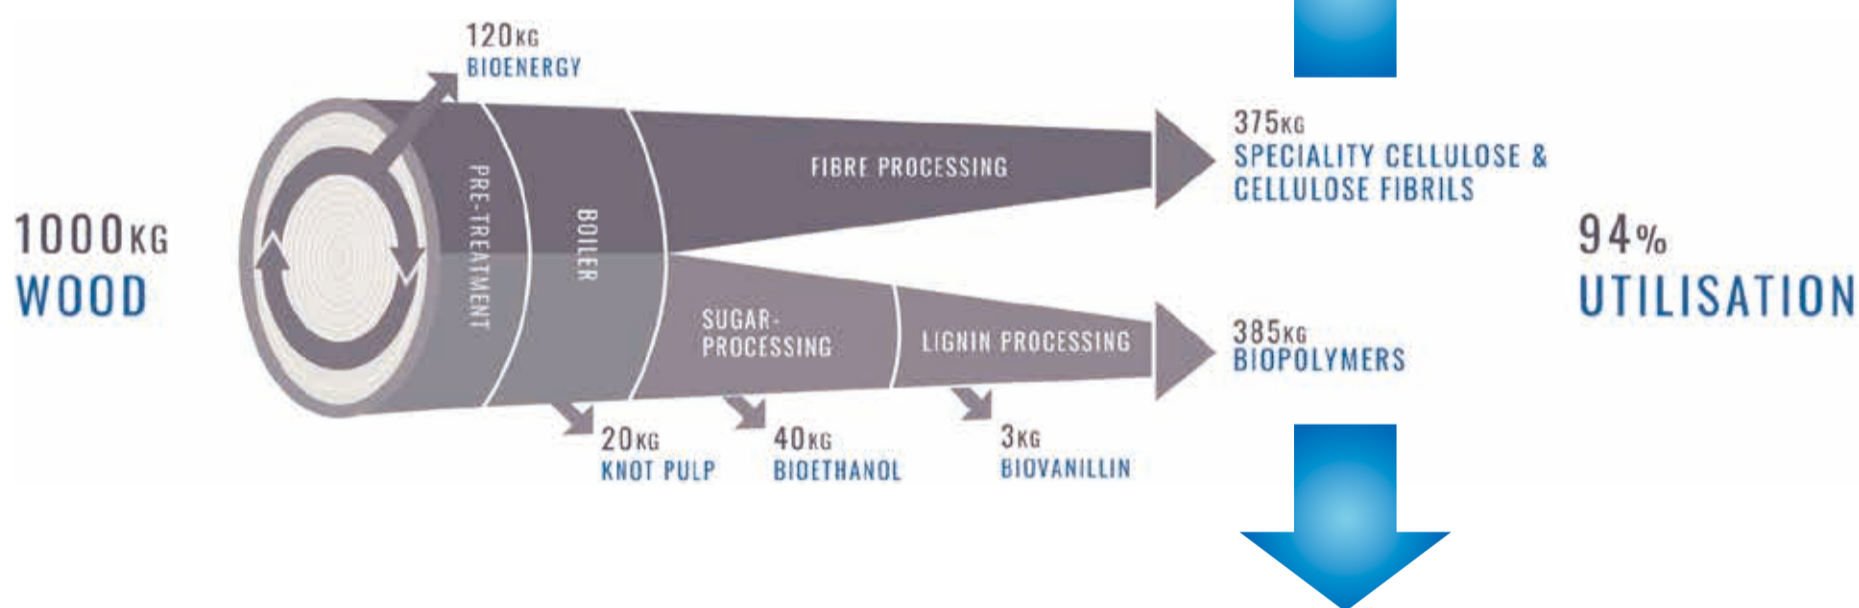 120KG
BIOENERGY
1000KG
WOOD
PRE-TREATMENT
BOILER
FIBRE PROCESSING
375KG
SPECIALITY CELLULOSE &
CELLULOSE FIBRILS
94%
UTILISATION
SUGAR-
PROCESSING
LIGNIN PROCESSING
385KG
BIOPOLYMERS
20KG
KNOT PULP
40KG
BIOETHANOL
3KG
BIOVANILLIN